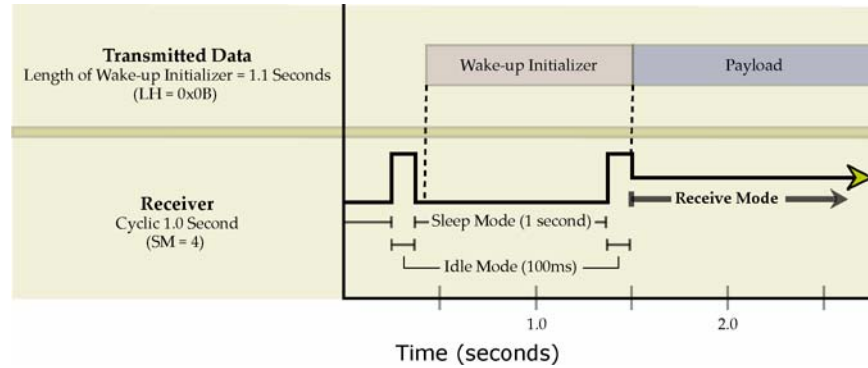 Transmitted Data
Length of Wake-up Initializer = 1.1 Seconds
(LH = 0x0B)
Wake-up Initializer
Payload
Receiver
Cyclic 1.0 Second
(SM = 4)
Sleep Mode (1 second)
Receive Mode
Idle Mode (100ms)
1.0
2.0
Time (seconds)